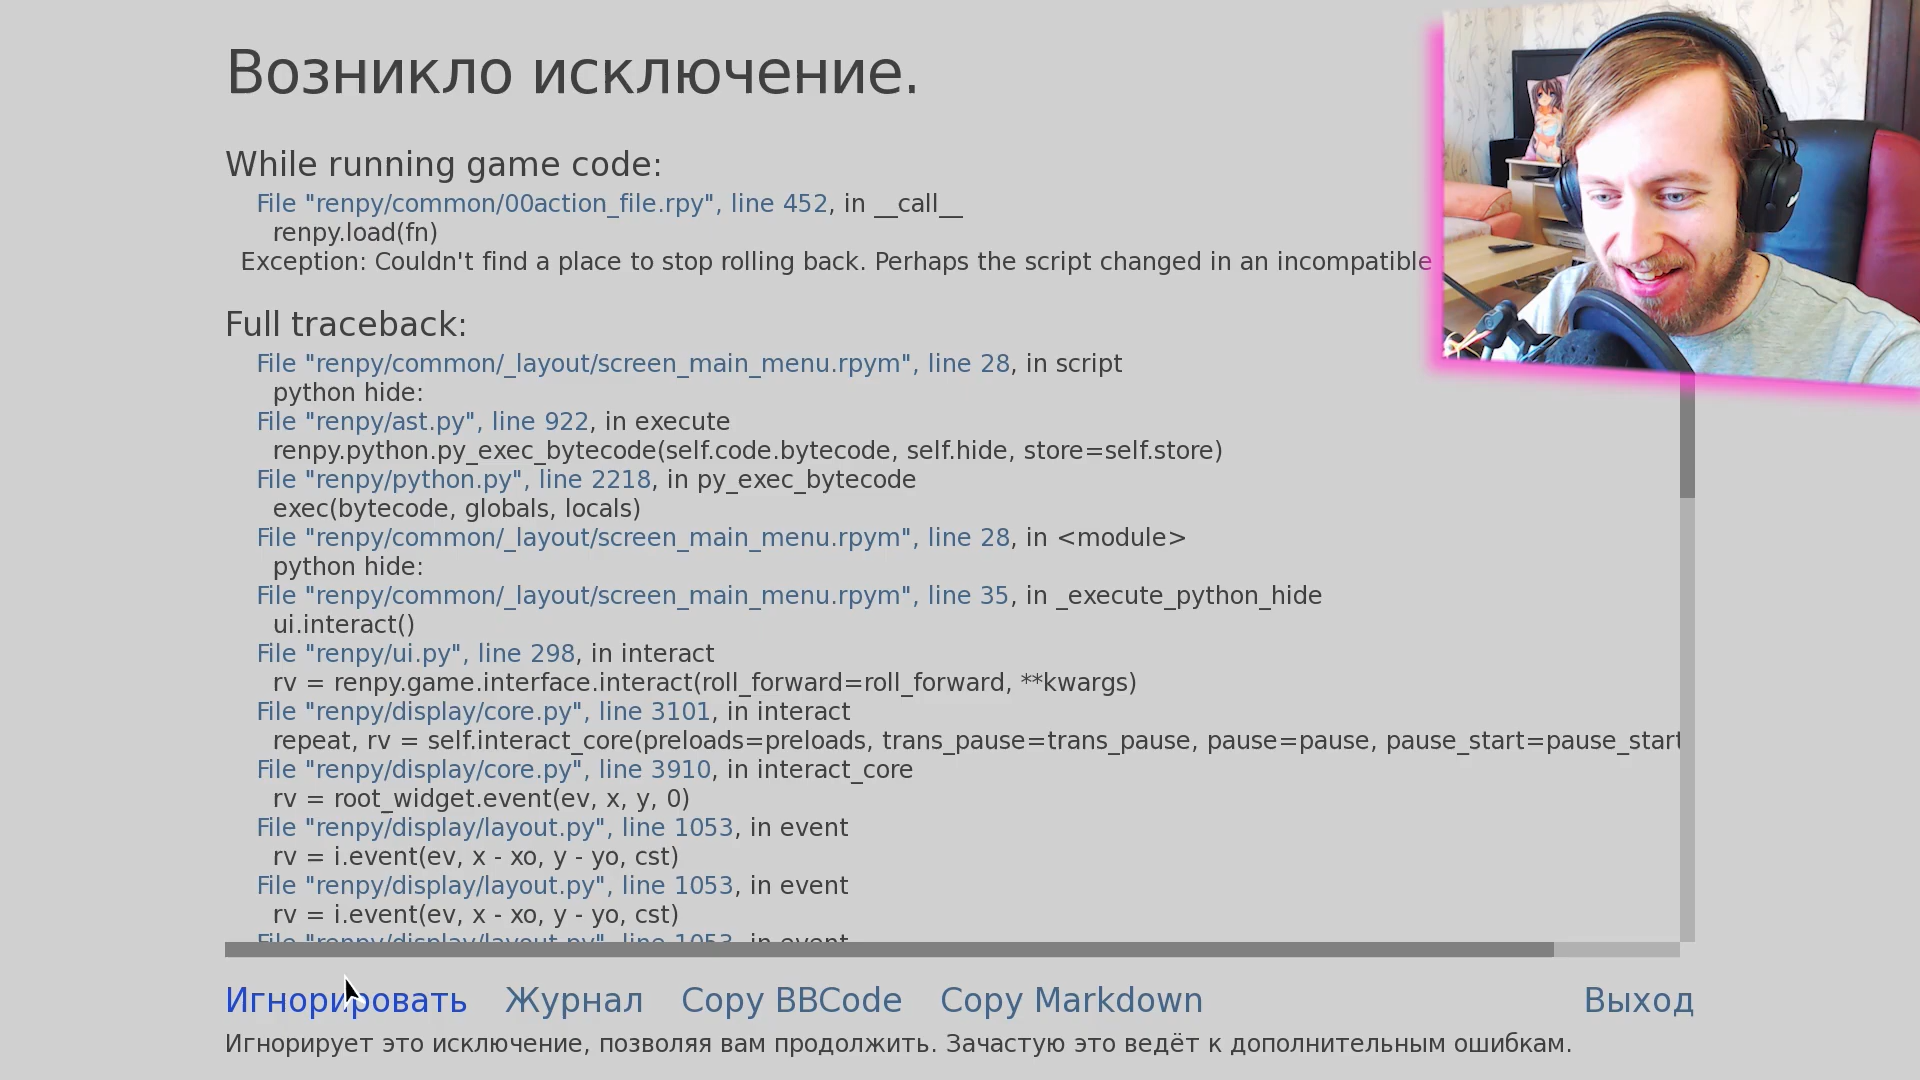 Возникло исключение.
While running game code:
File "renpy/common/00action_file.rpy", line 452, in __call__
renpy.load(fn)
Exception: Couldn't find a place to stop rolling back. Perhaps the script changed in an incompatible
Full traceback:
File "renpy/common/_layout/screen_main_menu.rpym", line 28, in script
python hide:
File "renpy/ast.py", line 922, in execute
renpy.python.py_exec_bytecode(self.code.bytecode, self.hide, store=self.store)
File "renpy/python.py", line 2218, in py_exec_bytecode
exec(bytecode, globals, locals)
File "renpy/common/_layout/screen_main_menu.rpym", line 28, in <module>
python hide:
File "renpy/common/_layout/screen_main_menu.rpym", line 35, in _execute_python_hide
ui.interact()
File "renpy/ui.py", line 298, in interact
rv = renpy.game.interface.interact(roll_forward=roll_forward, **kwargs)
File "renpy/display/core.py", line 3101, in interact
repeat, rv = self.interact_core(preloads=preloads, trans_pause=trans_pause, pause=pause, pause_start=pause_start
File "renpy/display/core.py", line 3910, in interact_core
rv = root_widget.event(ev, x, y, 0)
File "renpy/display/layout.py", line 1053, in event
rv = i.event(ev, x - xo, y - yo, cst)
File "renpy/display/layout.py", line 1053, in event
rv = i.event(ev, x - xo, y - yo, cst)
File "renpy/display/layout.py", line 1053, in event
Игнорировать Журнал Copy BBCode Copy Markdown Выход
Игнорирует это исключение, позволяя вам продолжить. Зачастую это ведёт к дополнительным ошибкам.